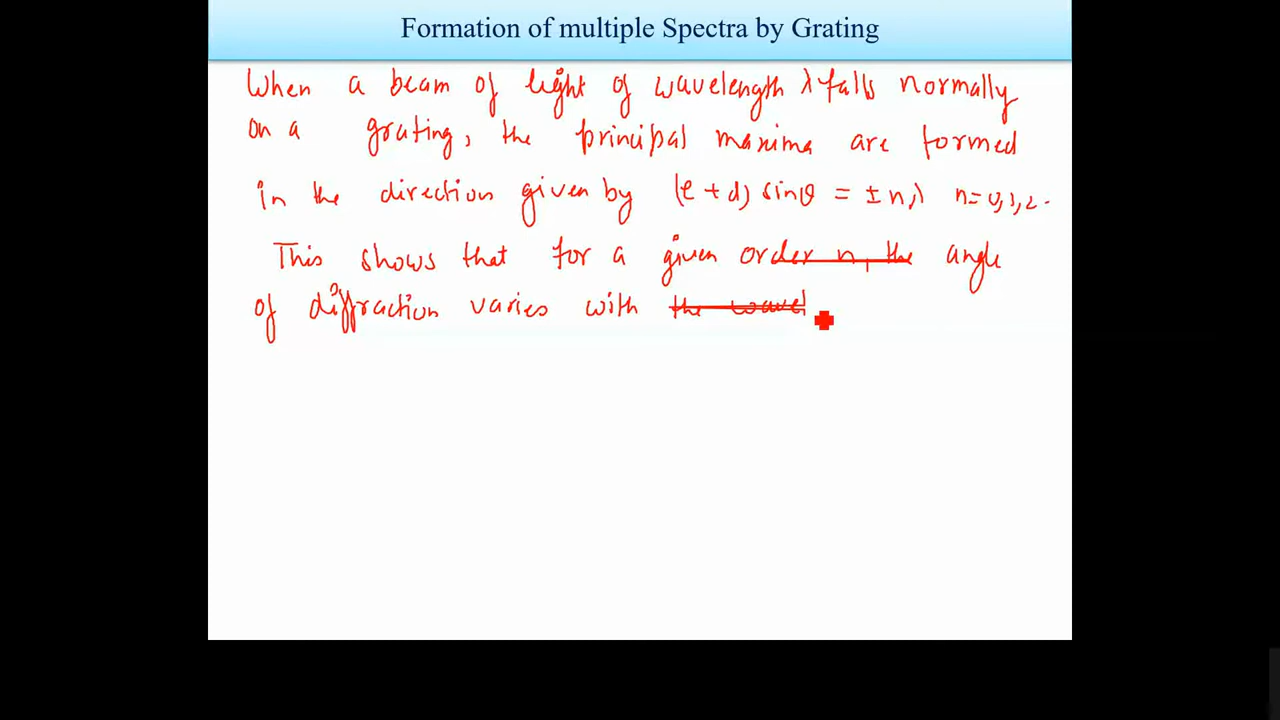 Formation of multiple Spectra by Grating
When a beam of light of wavelength λ falls normally
on a grating, the principal maxima are formed
in the direction given by (e + d) sinθ = ± n λ n = 0, 1, 2.
This shows that for a given order n, the angle
of diffraction varies with the wavel